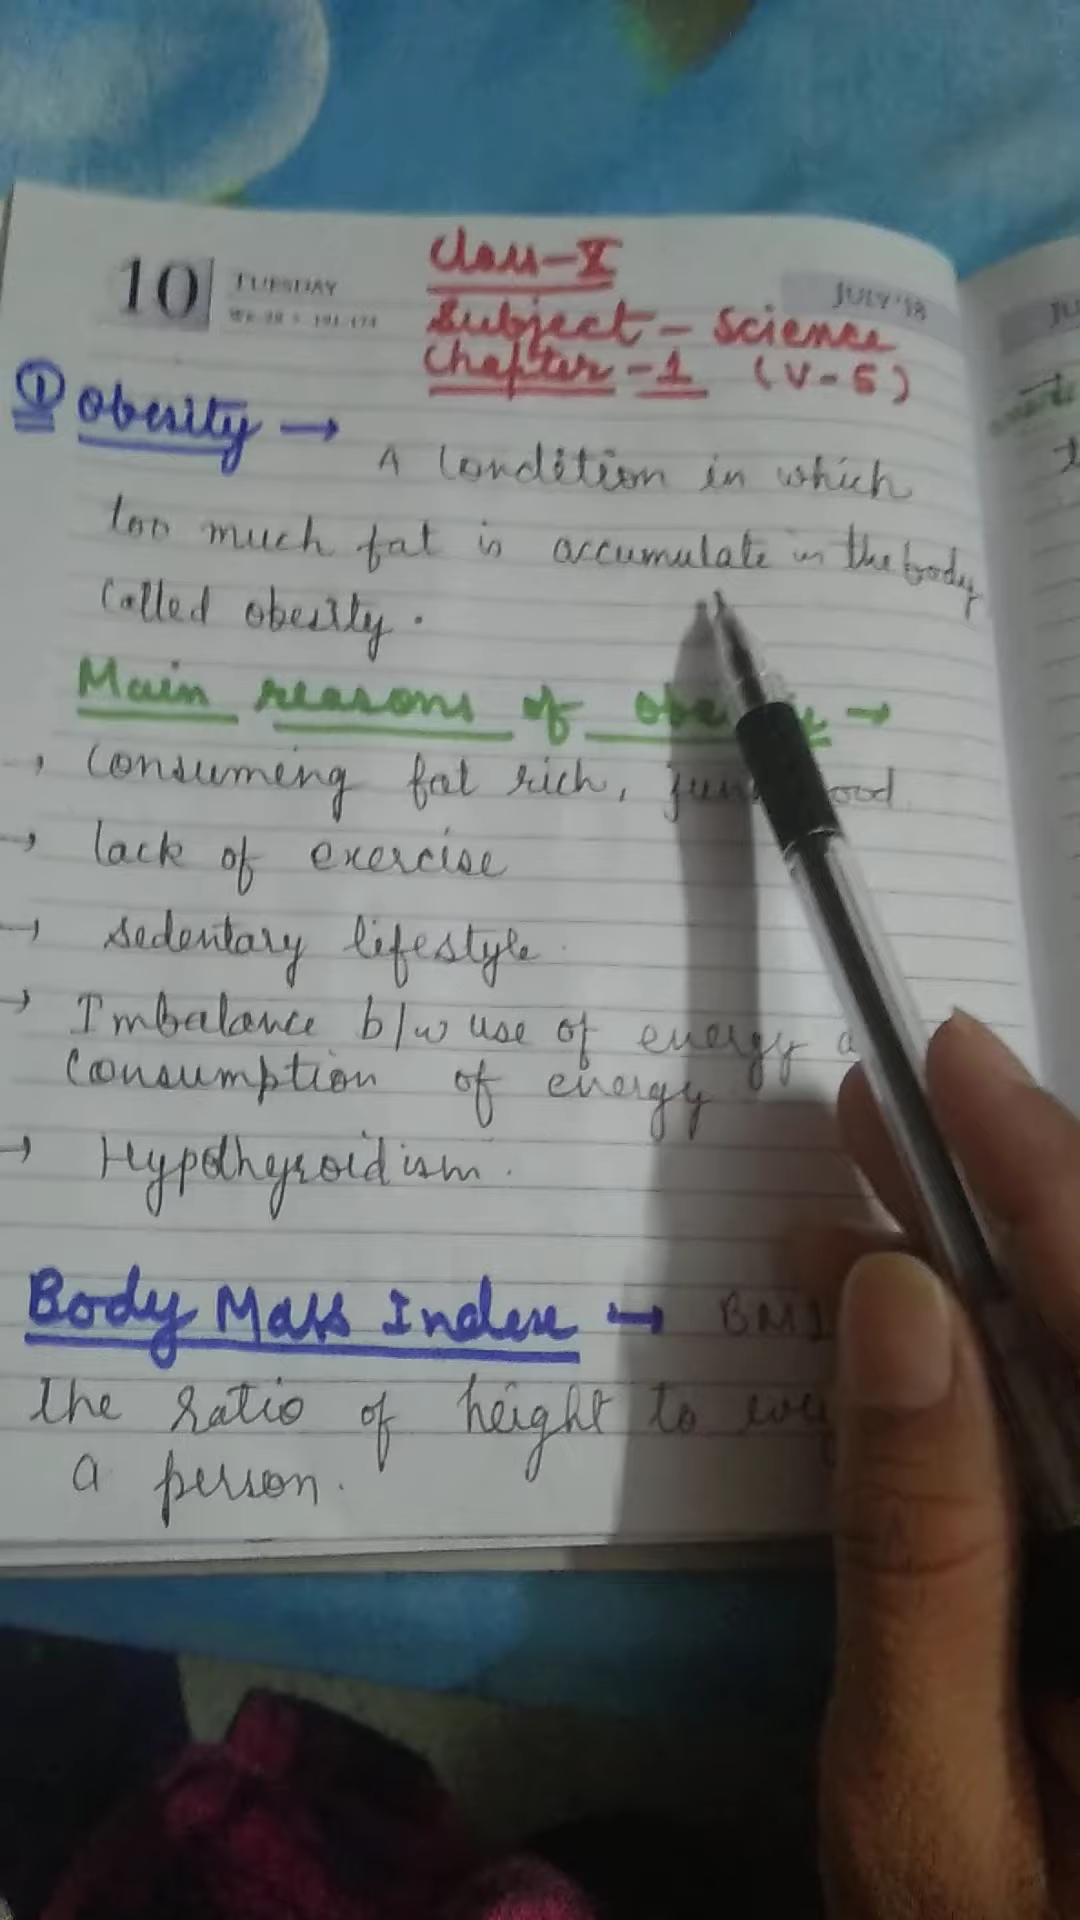 10 TUESDAY
JULY'18
Class-X
Subject - Science
Chapter - 1 (V-5)
① Obesity →
A condition in which
too much fat is accumulate in the body
called obesity.
Main reasons of →
→ Consuming fat rich,
→ lack of exercise
→ Sedentary lifestyle.
→ Imbalance b/w use of energy
Consumption of energy
→ Hypothyroidism.
Body Mass Index → BMI
The ratio of height to
a person.